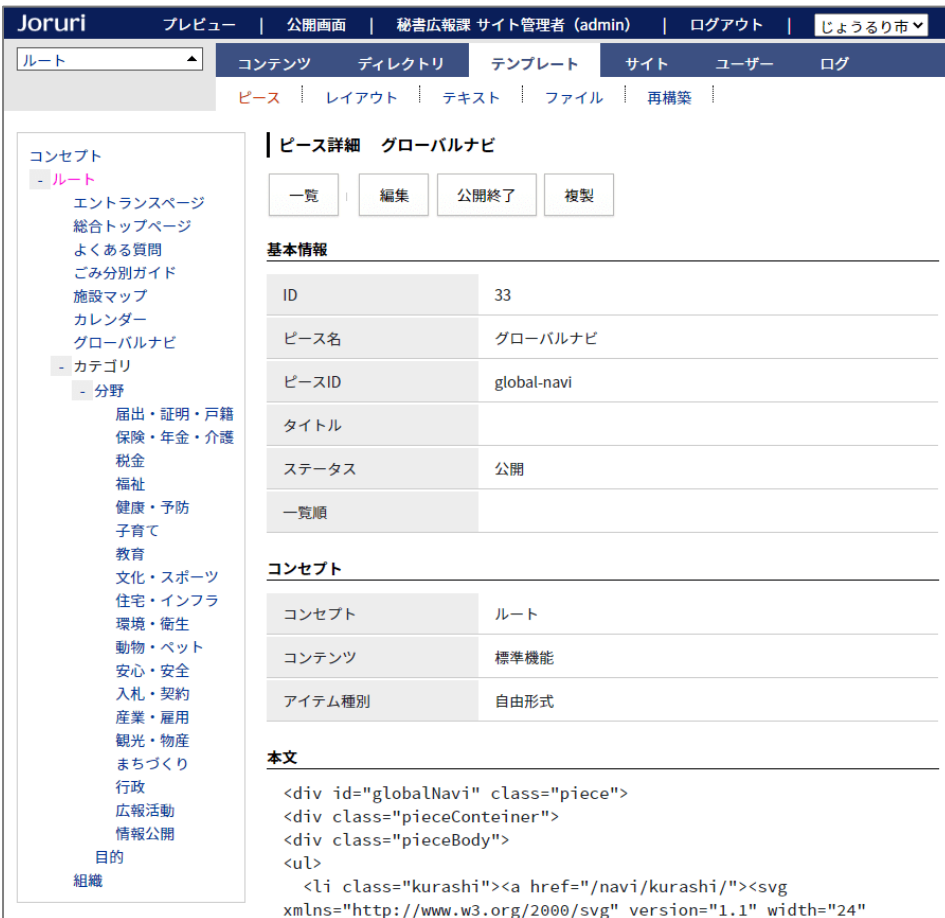 Joruri プレビュー | 公開画面 | 秘書広報課 サイト管理者（admin） | ログアウト | じょうるり市
ルート コンテンツ ディレクトリ テンプレート サイト ユーザー ログ
ピース レイアウト テキスト ファイル 再構築
コンセプト
- ルート
エントランスページ
総合トップページ
よくある質問
ごみ分別ガイド
施設マップ
カレンダー
グローバルナビ
- カテゴリ
- 分野
届出・証明・戸籍
保険・年金・介護
税金
福祉
健康・予防
子育て
教育
文化・スポーツ
住宅・インフラ
環境・衛生
動物・ペット
安心・安全
入札・契約
産業・雇用
観光・物産
まちづくり
行政
広報活動
情報公開
目的
組織
ピース詳細 グローバルナビ
一覧 編集 公開終了 複製
基本情報
ID 33
ピース名 グローバルナビ
ピースID global-navi
タイトル
ステータス 公開
一覧順
コンセプト
コンセプト ルート
コンテンツ 標準機能
アイテム種別 自由形式
本文
<div id="globalNavi" class="piece">
<div class="pieceConteiner">
<div class="pieceBody">
<ul>
<li class="kurashi"><a href="/navi/kurashi/"><svg
xmlns="http://www.w3.org/2000/svg" version="1.1" width="24"